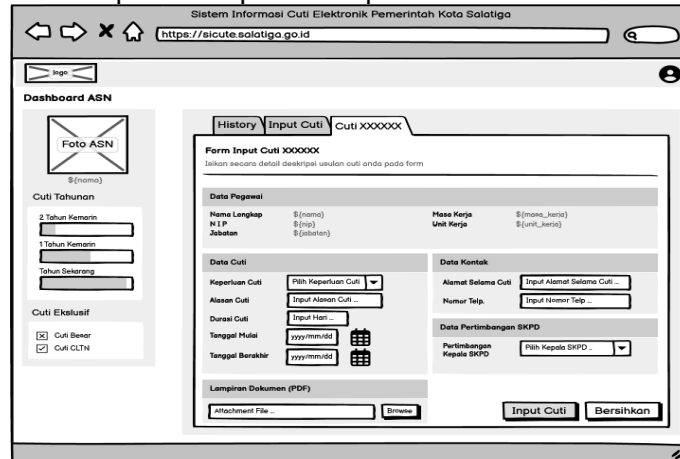 Sistem Informasi Cuti Elektronik Pemerintah Kota Salatiga
https://sicute.salatiga.go.id
logo
Dashboard ASN
Foto ASN
${nama}
Cuti Tahunan
2 Tahun Kemarin
1 Tahun Kemarin
Tahun Sekarang
Cuti Ekslusif
Cuti Besar
Cuti CLTN
History Input Cuti Cuti XXXXXX
Form Input Cuti XXXXXX
Isikan secara detail deskripsi usulan cuti anda pada form
Data Pegawai
Nama Lengkap ${nama} Masa Kerja ${masa_kerja}
N I P ${nip} Unit Kerja ${unit_kerja}
Jabatan ${jabatan}
Data Cuti
Keperluan Cuti Pilih Keperluan Cuti
Alasan Cuti Input Alasan Cuti ...
Durasi Cuti Input Hari ...
Tanggal Mulai yyyy/mm/dd
Tanggal Berakhir yyyy/mm/dd
Data Kontak
Alamat Selama Cuti Input Alamat Selama Cuti ...
Nomor Telp. Input Nomor Telp ...
Data Pertimbangan SKPD
Pertimbangan
Kepala SKPD
Pilih Kepala SKPD ...
Lampiran Dokumen (PDF)
Attachment File ... Browse
Input Cuti Bersihkan